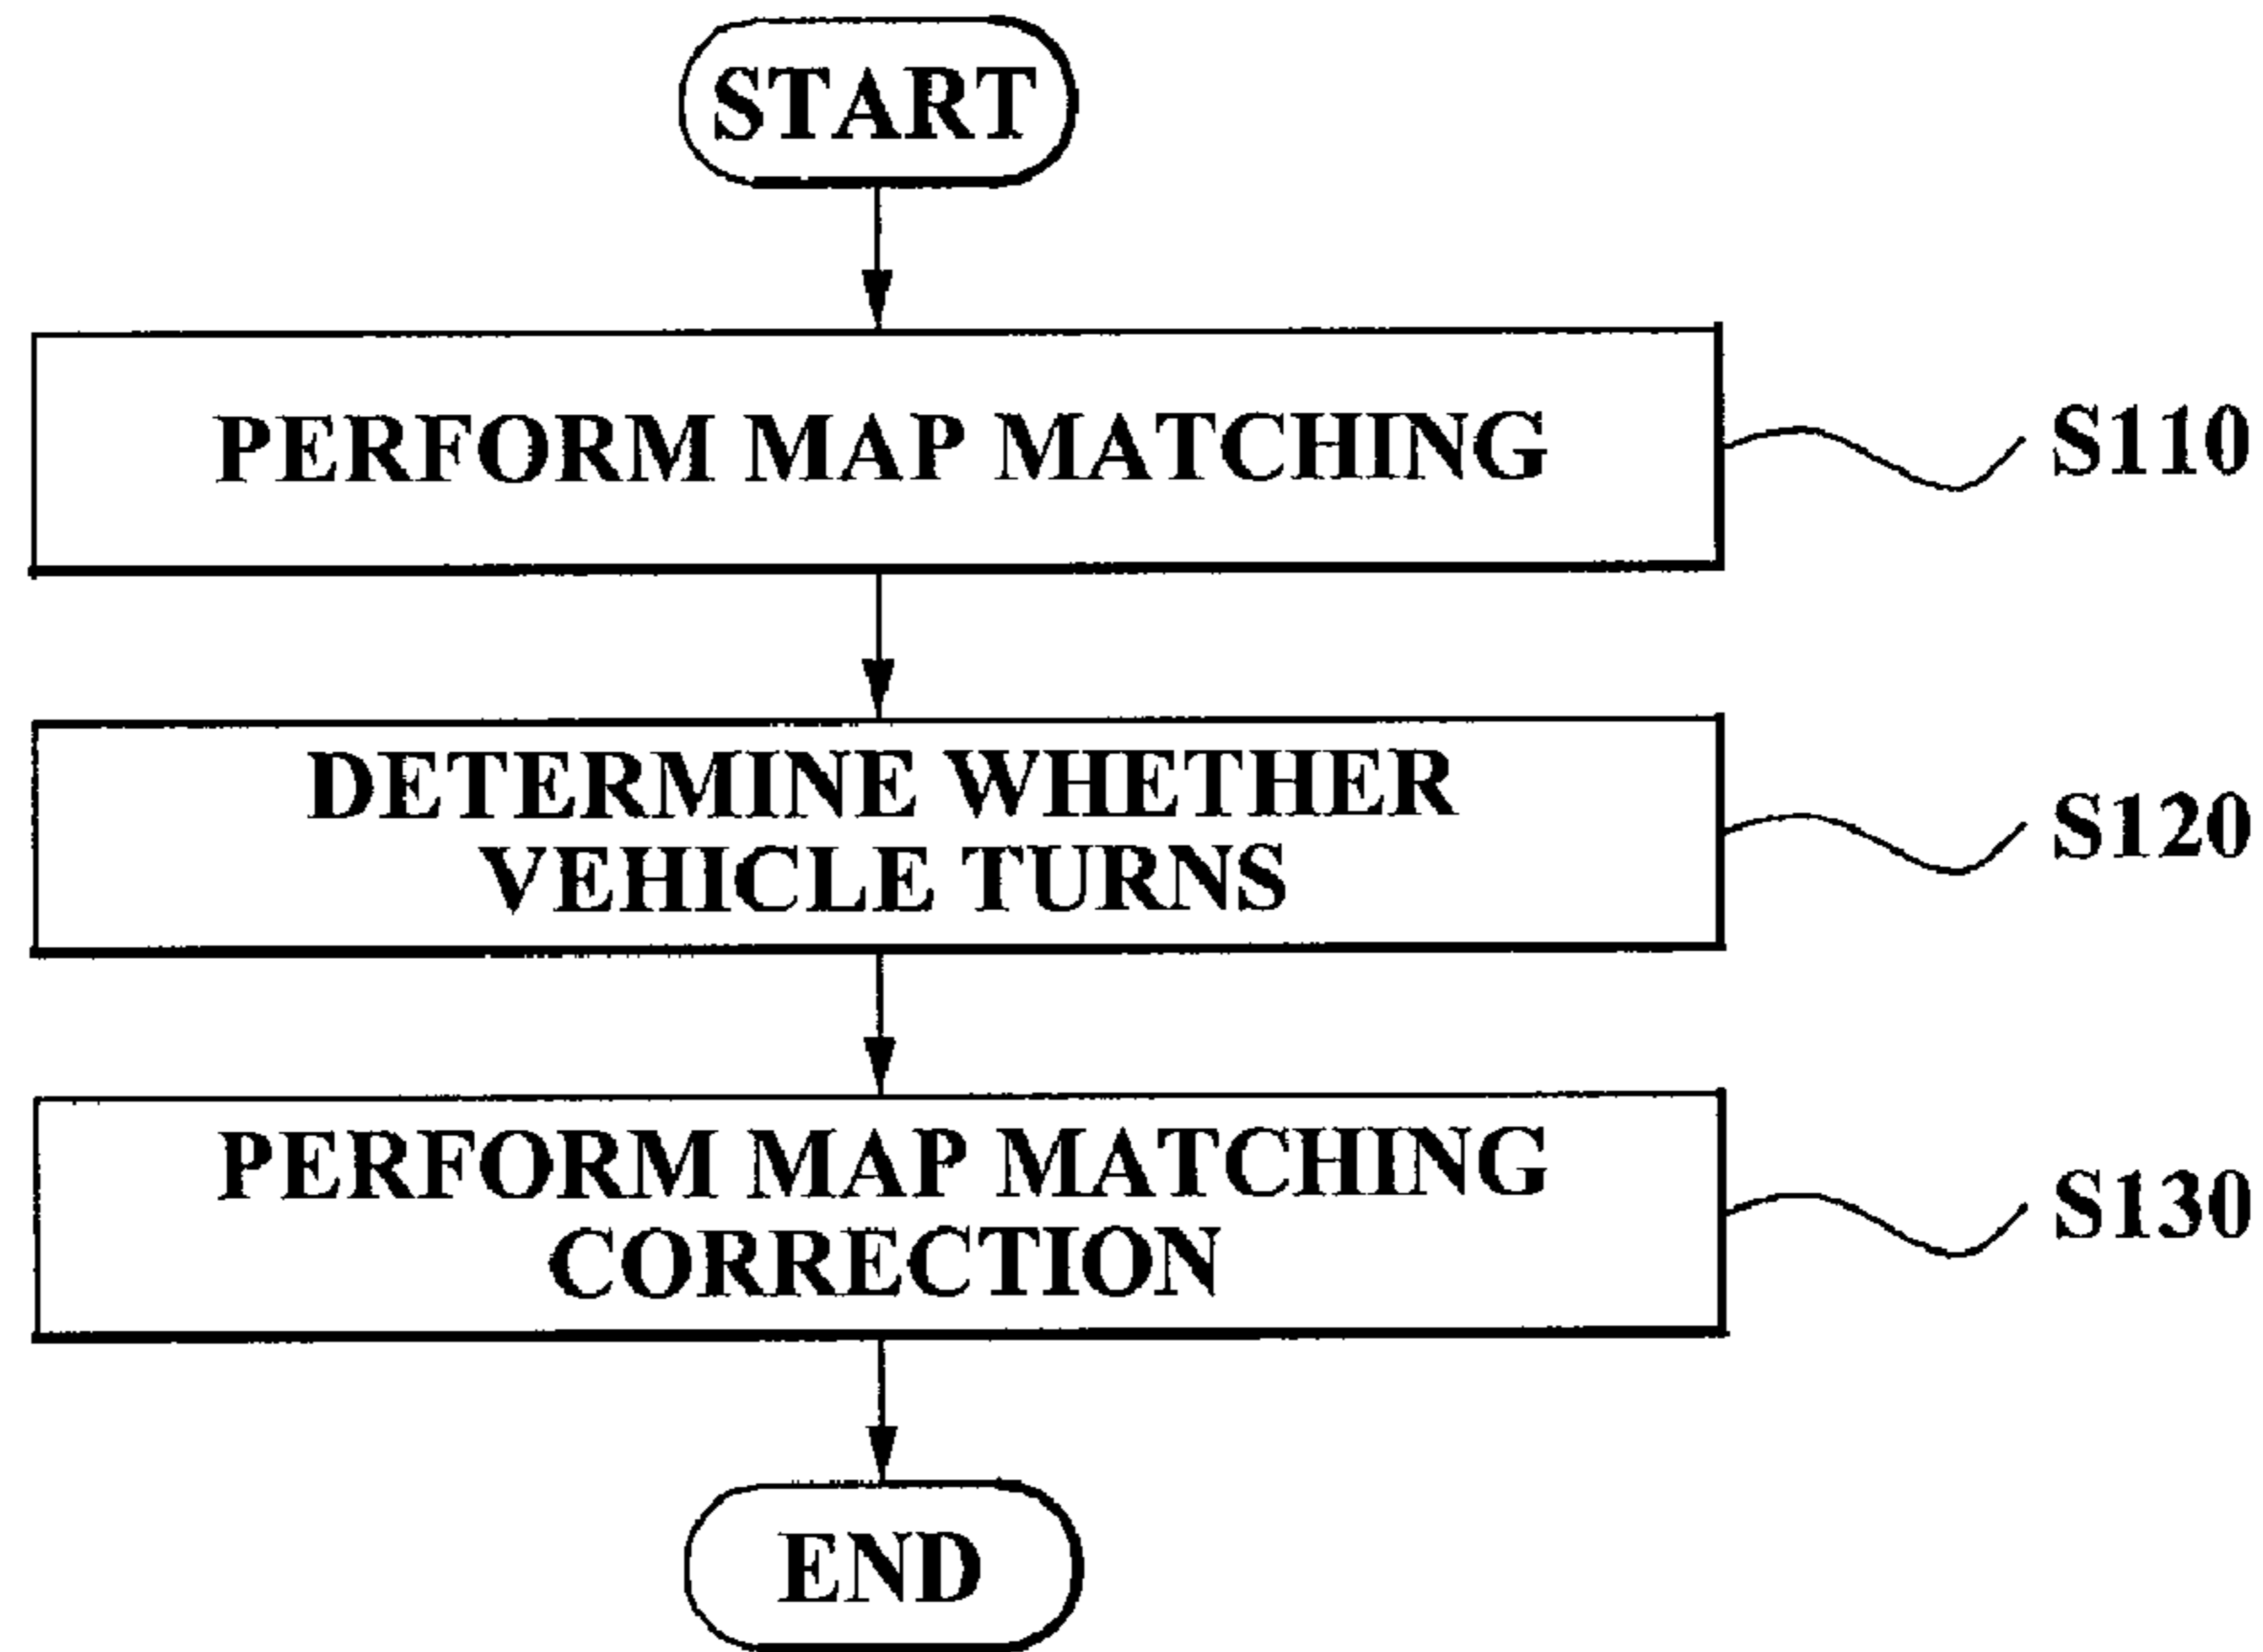 START
PERFORM MAP MATCHING
S110
DETERMINE WHETHER
VEHICLE TURNS
S120
PERFORM MAP MATCHING
CORRECTION
S130
END